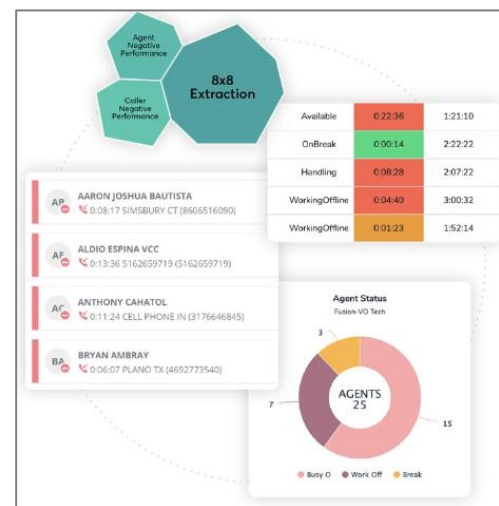 Agent
Negative
Performance
8x8
Extraction
Caller
Negative
Performance
Available 0:22:36 1:21:10
OnBreak 0:00:14 2:22:22
Handling 0:08:28 2:07:22
WorkingOffline 0:04:40 3:00:32
WorkingOffline 0:01:23 1:52:14
AB AARON JOSHUA BAUTISTA
0:08:17 SIMSBURY CT (8606516090)
AE ALDIO ESPINA VCC
0:13:36 5162659719 (5162659719)
AC ANTHONY CAHATOL
0:11:24 CELL PHONE IN (3176646845)
BA BRYAN AMBRAY
0:06:07 PLANO TX (4692773540)
Agent Status
Fusion-VO Tech
3
AGENTS
25
7
15
Busy O Work Off Break